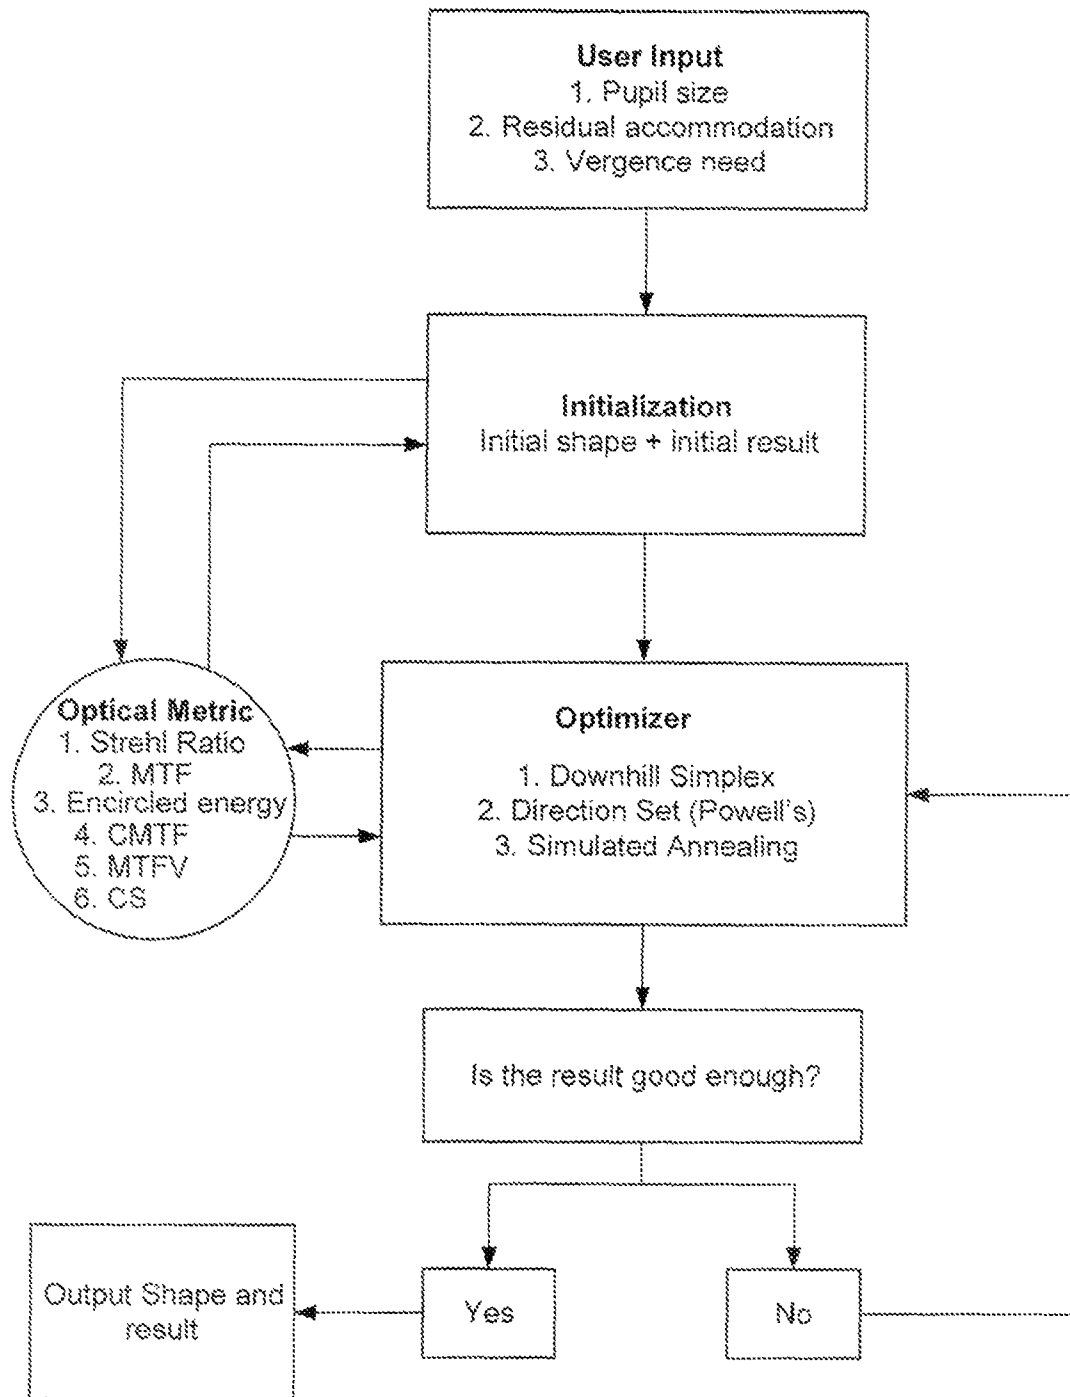 User Input
1. Pupil size
2. Residual accommodation
3. Vergence need
Initialization
Initial shape + initial result
Optical Metric
1. Strehl Ratio
2. MTF
3. Encircled energy
4. CMTF
5. MTFV
6. CS
Optimizer
1. Downhill Simplex
2. Direction Set (Powell's)
3. Simulated Annealing
Is the result good enough?
Output Shape and
result
Yes
No